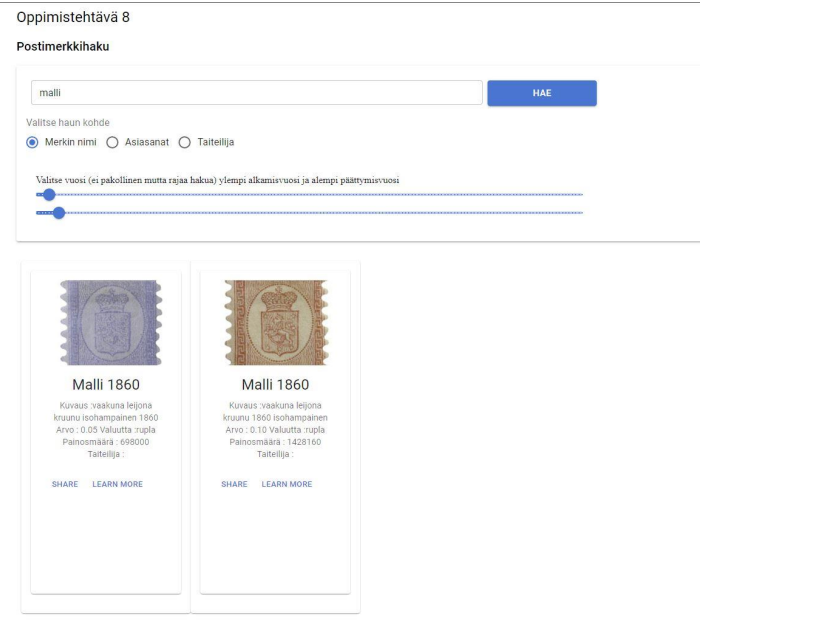 Oppimistehtävä 8
Postimerkkihaku
malli
HAE
Valitse haun kohde
Merkin nimi Asiasanat Taiteilija
Valitse vuosi (ei pakollinen mutta rajaa hakua) ylempi alkamisvuosi ja alempi päättymisvuosi
Malli 1860
Kuvaus :vaakuna leijona
kruunu isohampainen 1860
Arvo : 0.05 Valuutta :rupla
Painosmäärä : 698000
Taiteilija :
SHARE LEARN MORE
Malli 1860
Kuvaus :vaakuna leijona
kruunu 1860 isohampainen
Arvo : 0.10 Valuutta :rupla
Painosmäärä : 1428160
Taiteilija :
SHARE LEARN MORE